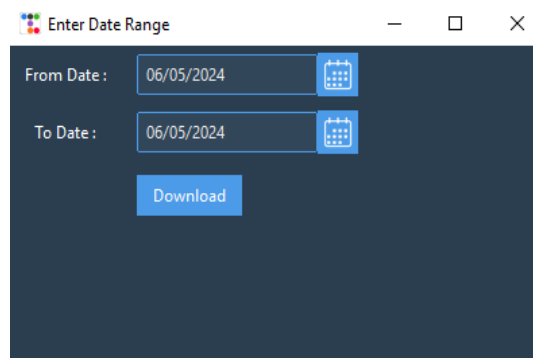 Enter Date Range
From Date :
06/05/2024
To Date :
06/05/2024
Download